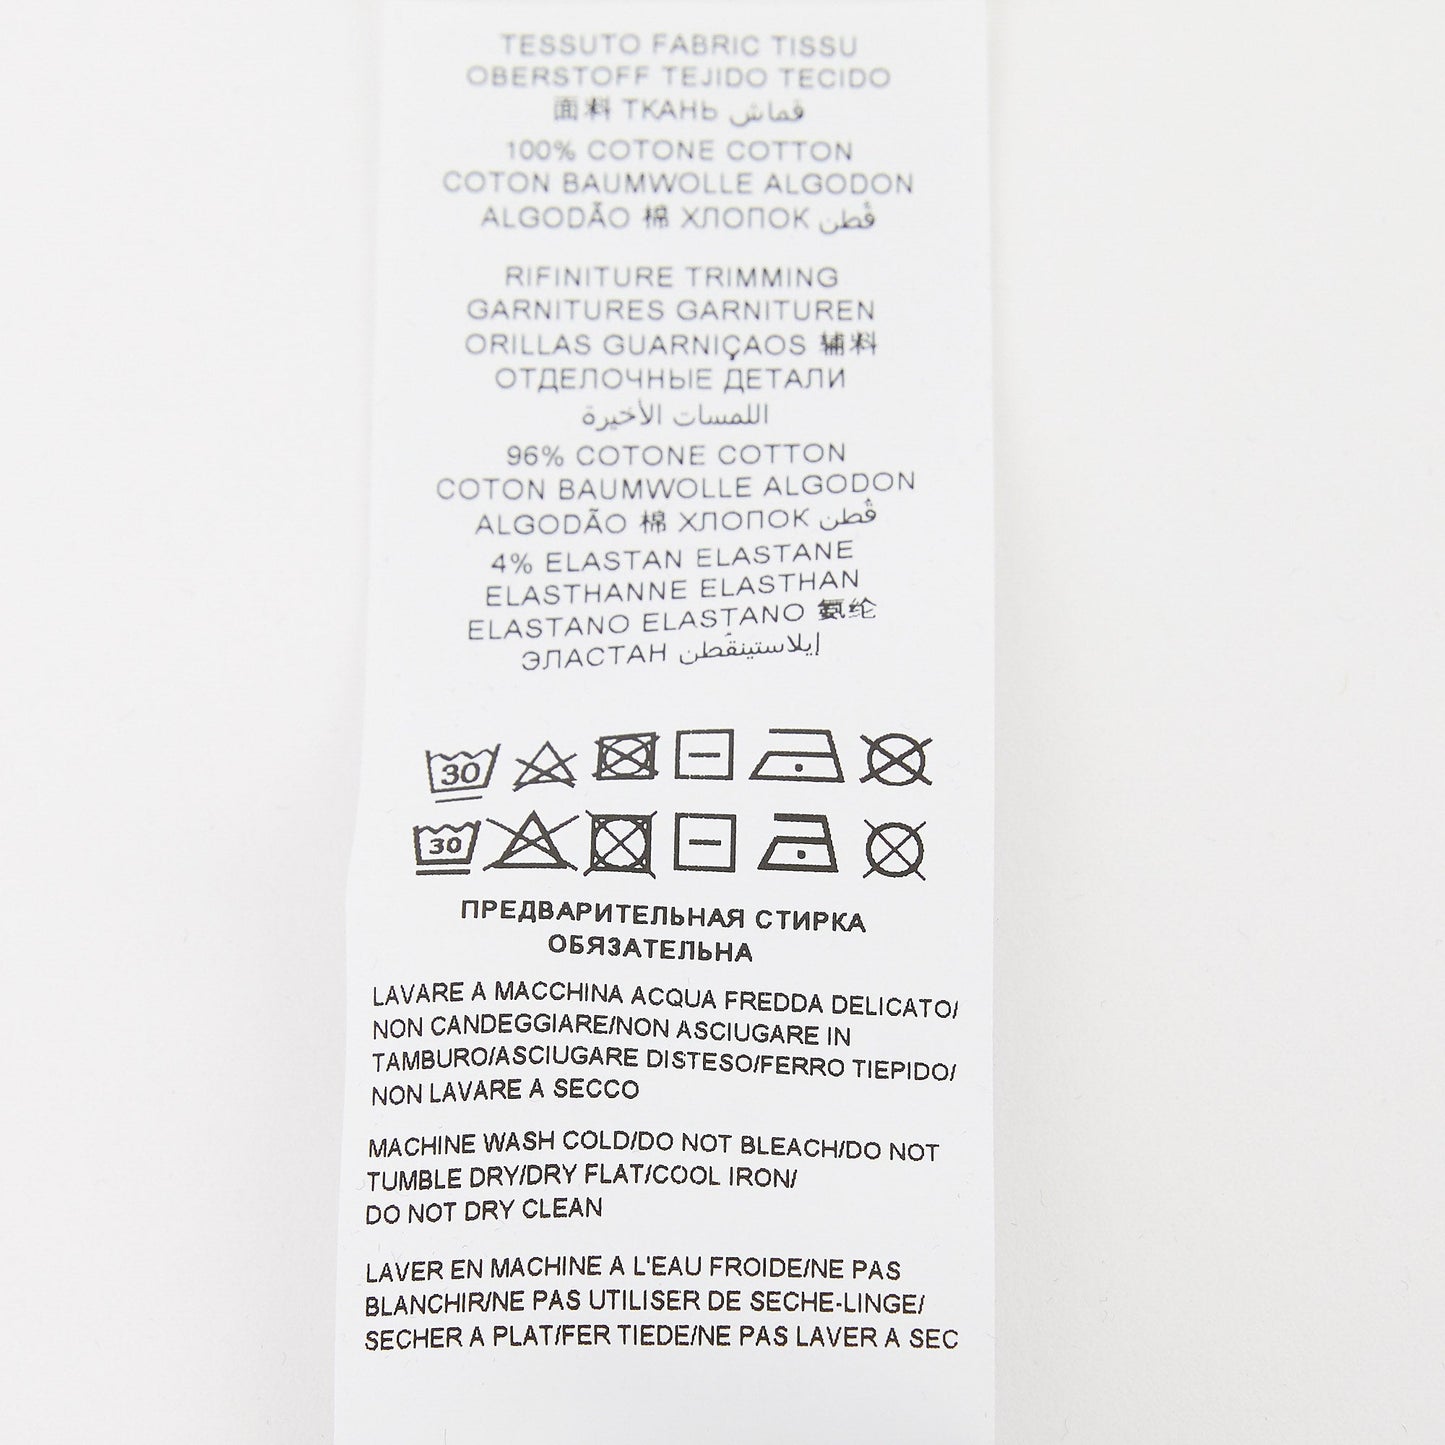 TESSUTO FABRIC TISSU
OBERSTOFF TEJIDO TECIDO
面料 ТКАНЬ قماش
100% COTONE COTTON
COTON BAUMWOLLE ALGODON
ALGODÃO 棉 ХЛОПОК قُطن
RIFINITURE TRIMMING
GARNITURES GARNITUREN
ORILLAS GUARNIÇAOS 辅料
ОТДЕЛОЧНЫЕ ДЕТАЛИ
اللمسات الأخيرة
96% COTONE COTTON
COTON BAUMWOLLE ALGODON
ALGODÃO 棉 ХЛОПОК قُطن
4% ELASTAN ELASTANE
ELASTHANNE ELASTHAN
ELASTANO ELASTANO 氨纶
ЭЛАСТАН إيلاستينقُطن
30
30
ПРЕДВАРИТЕЛЬНАЯ СТИРКА
ОБЯЗАТЕЛЬНА
LAVARE A MACCHINA ACQUA FREDDA DELICATO/
NON CANDEGGIARE/NON ASCIUGARE IN
TAMBURO/ASCIUGARE DISTESO/FERRO TIEPIDO/
NON LAVARE A SECCO
MACHINE WASH COLD/DO NOT BLEACH/DO NOT
TUMBLE DRY/DRY FLAT/COOL IRON/
DO NOT DRY CLEAN
LAVER EN MACHINE A L'EAU FROIDE/NE PAS
BLANCHIR/NE PAS UTILISER DE SECHE-LINGE/
SECHER A PLAT/FER TIEDE/NE PAS LAVER A SEC